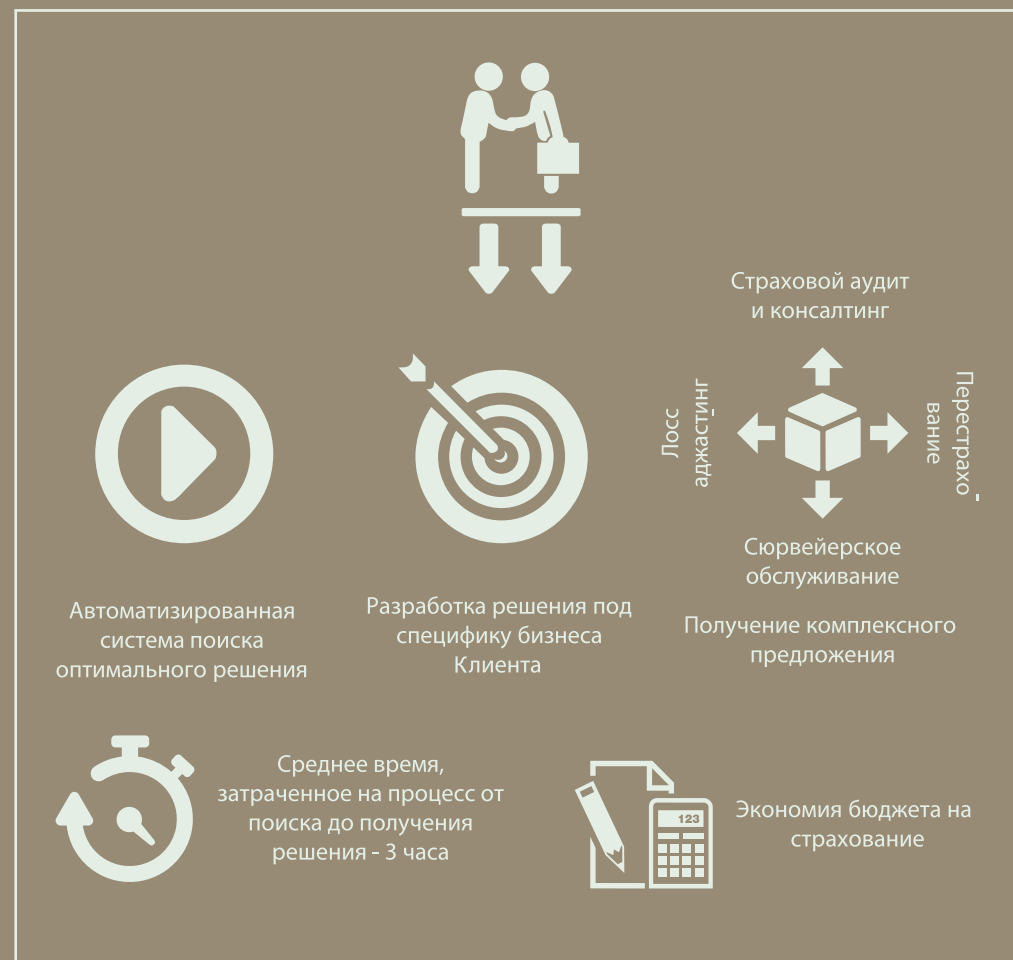 Страховой аудит
и консалтинг
Лосс
аджастинг
Перестрахо-
вание
Сюрвейерское
обслуживание
Автоматизированная
система поиска
оптимального решения
Разработка решения под
специфику бизнеса
Клиента
Получение комплексного
предложения
Среднее время,
затраченное на процесс от
поиска до получения
решения - 3 часа
123
Экономия бюджета на
страхование